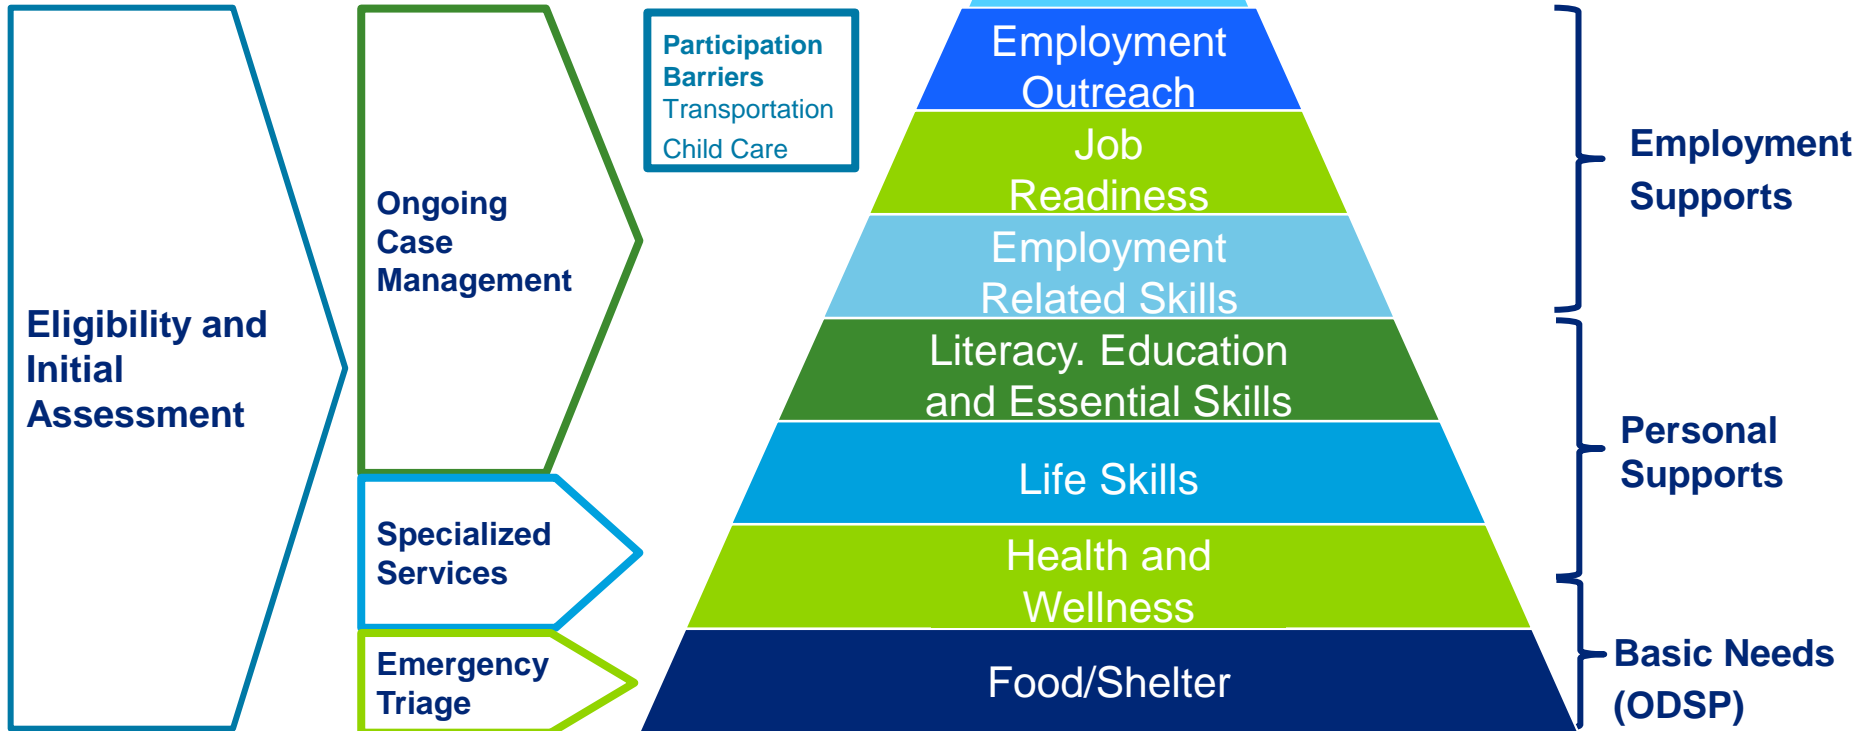 Eligibility and
Initial
Assessment
Ongoing
Case
Management
Specialized
Services
Emergency
Triage
Participation
Barriers
Transportation
Child Care
Employment
Outreach
Job
Readiness
Employment
Related Skills
Literacy. Education
and Essential Skills
Life Skills
Health and
Wellness
Food/Shelter
Employment
Supports
Personal
Supports
Basic Needs
(ODSP)